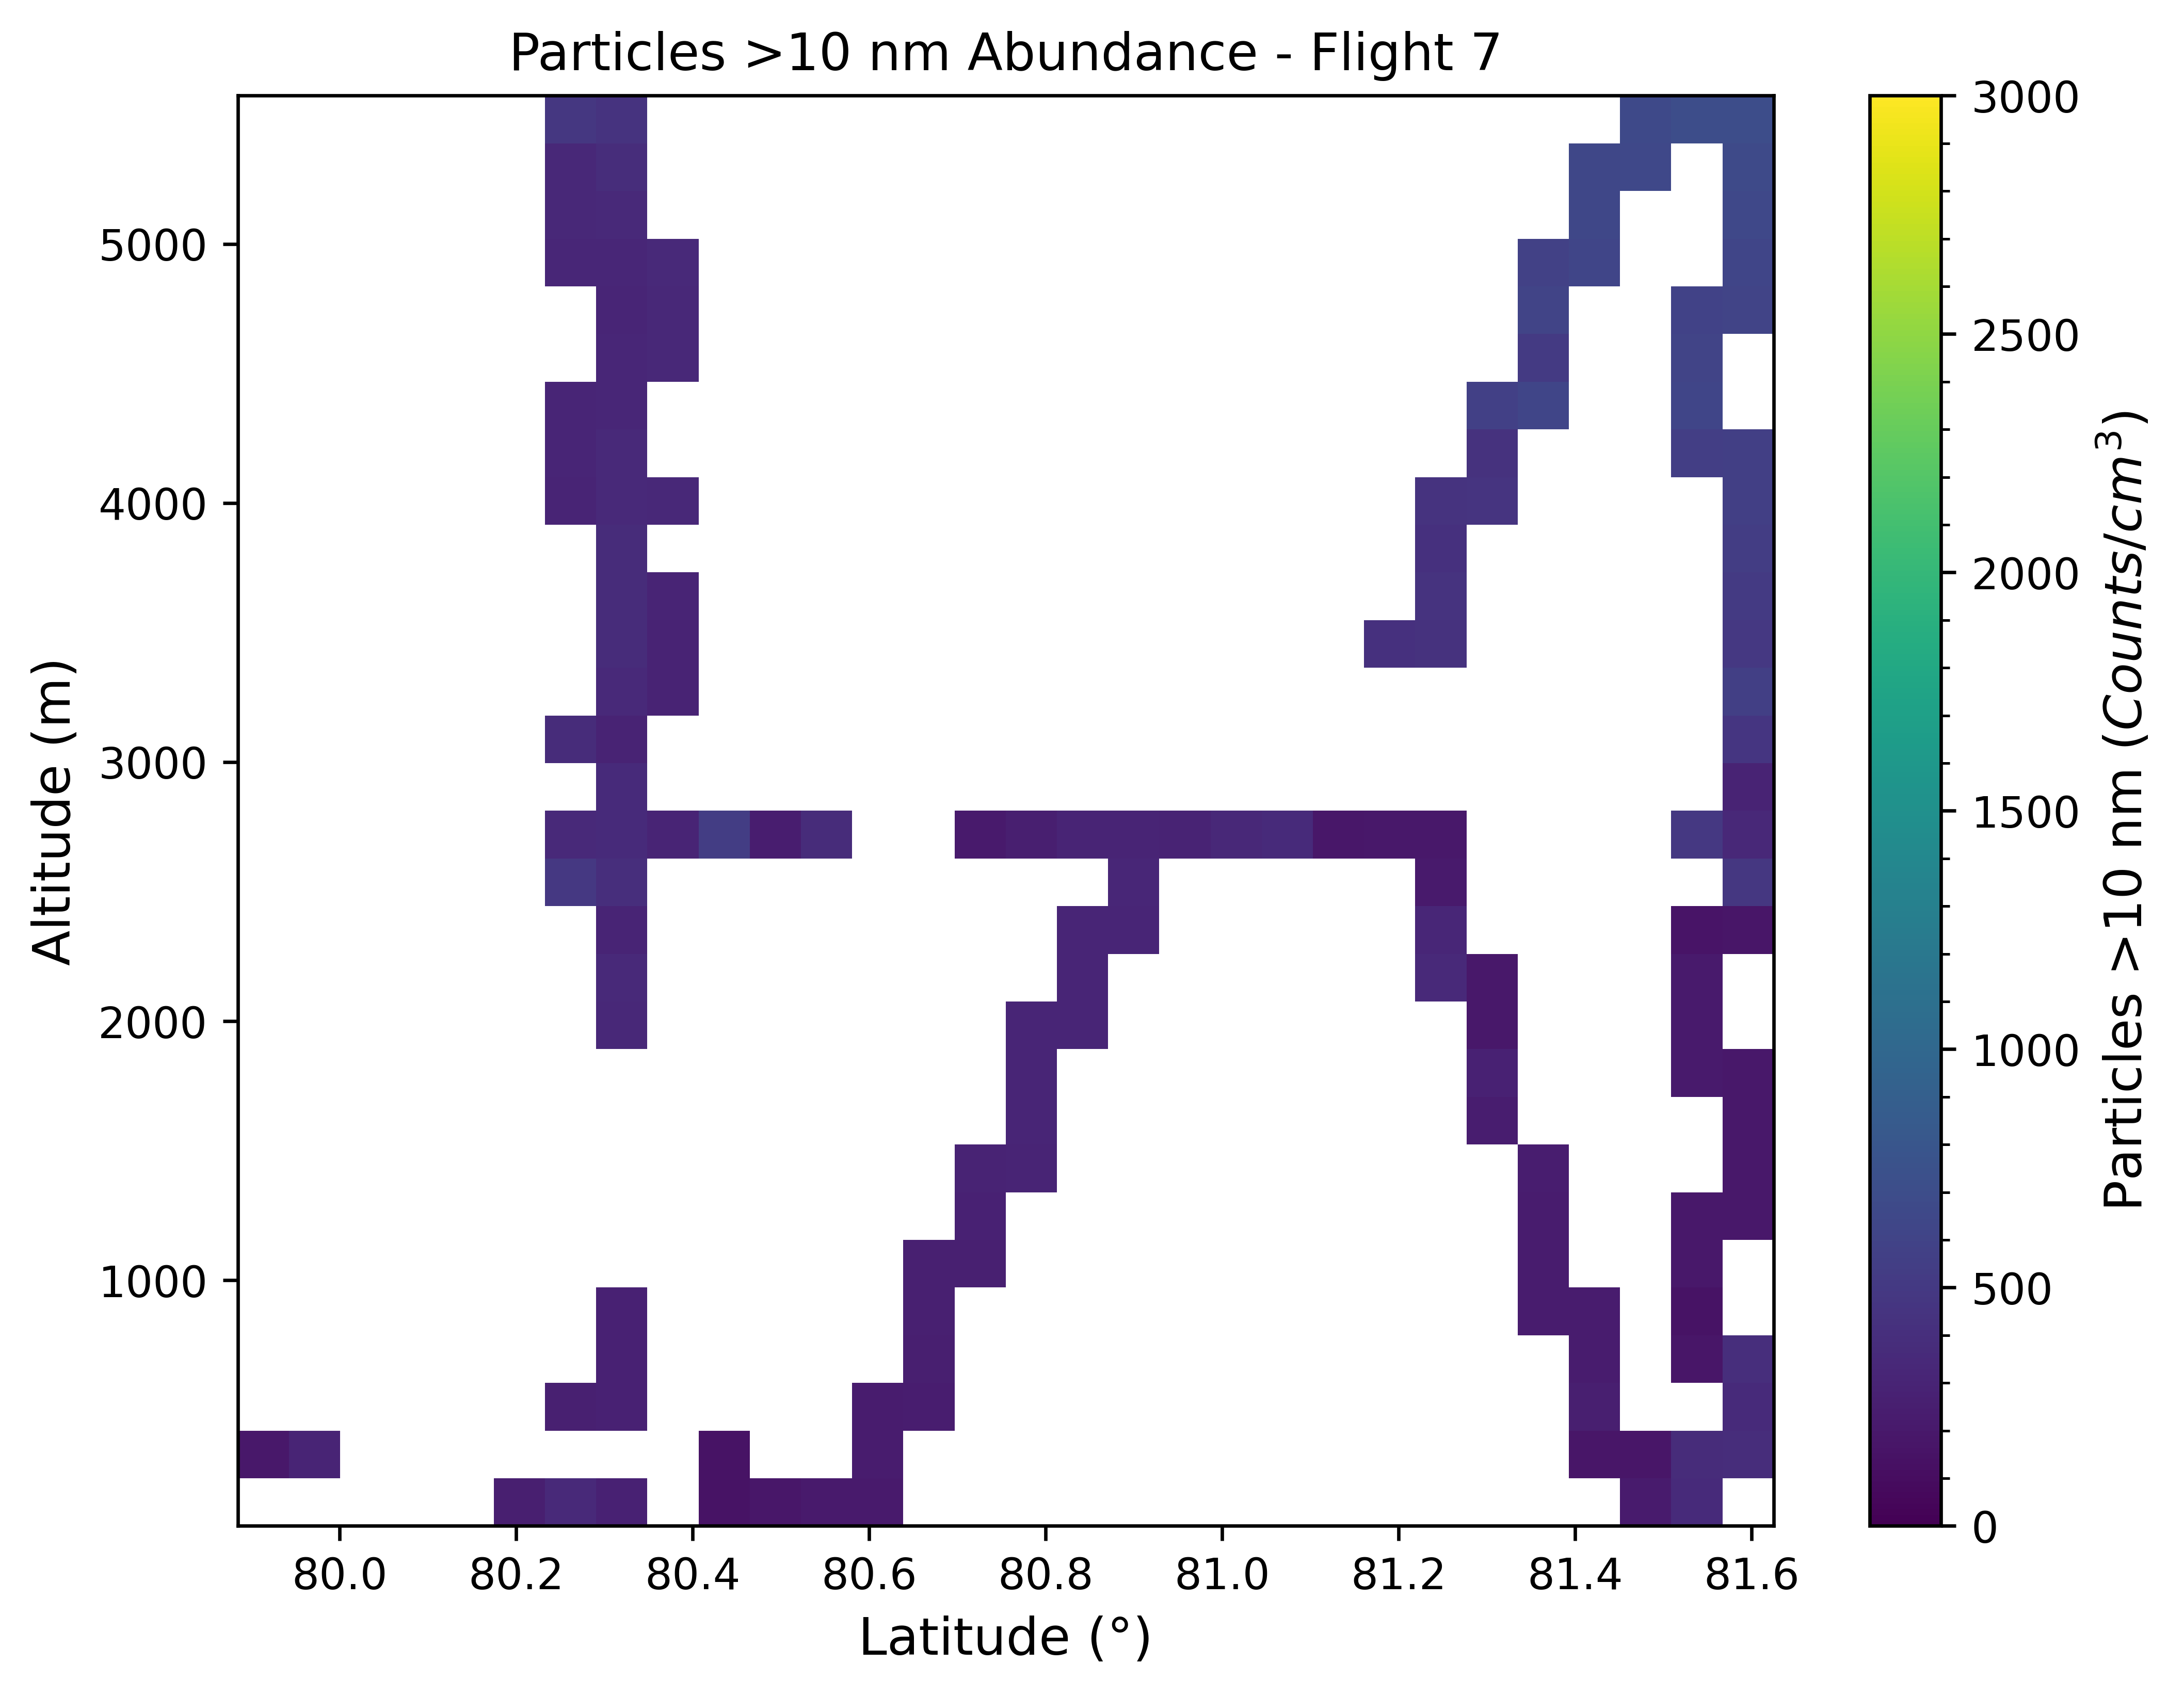 Particles >10 nm Abundance - Flight 7
Altitude (m)
5000
4000
3000
2000
1000
80.0 80.2 80.4 80.6 80.8 81.0 81.2 81.4 81.6
Latitude (°)
3000
2500
2000
1500
1000
500
0
Particles >10 nm (Counts/cm³)